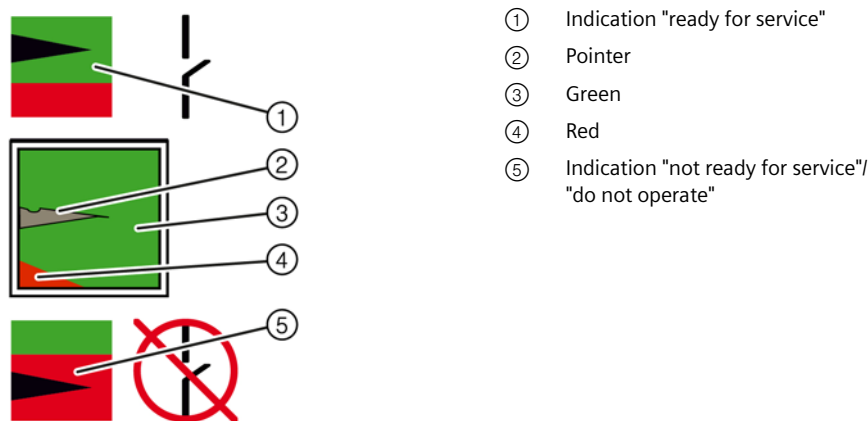 ① Indication "ready for service"
② Pointer
③ Green
④ Red
⑤ Indication "not ready for service"/
"do not operate"
①
②
③
④
⑤